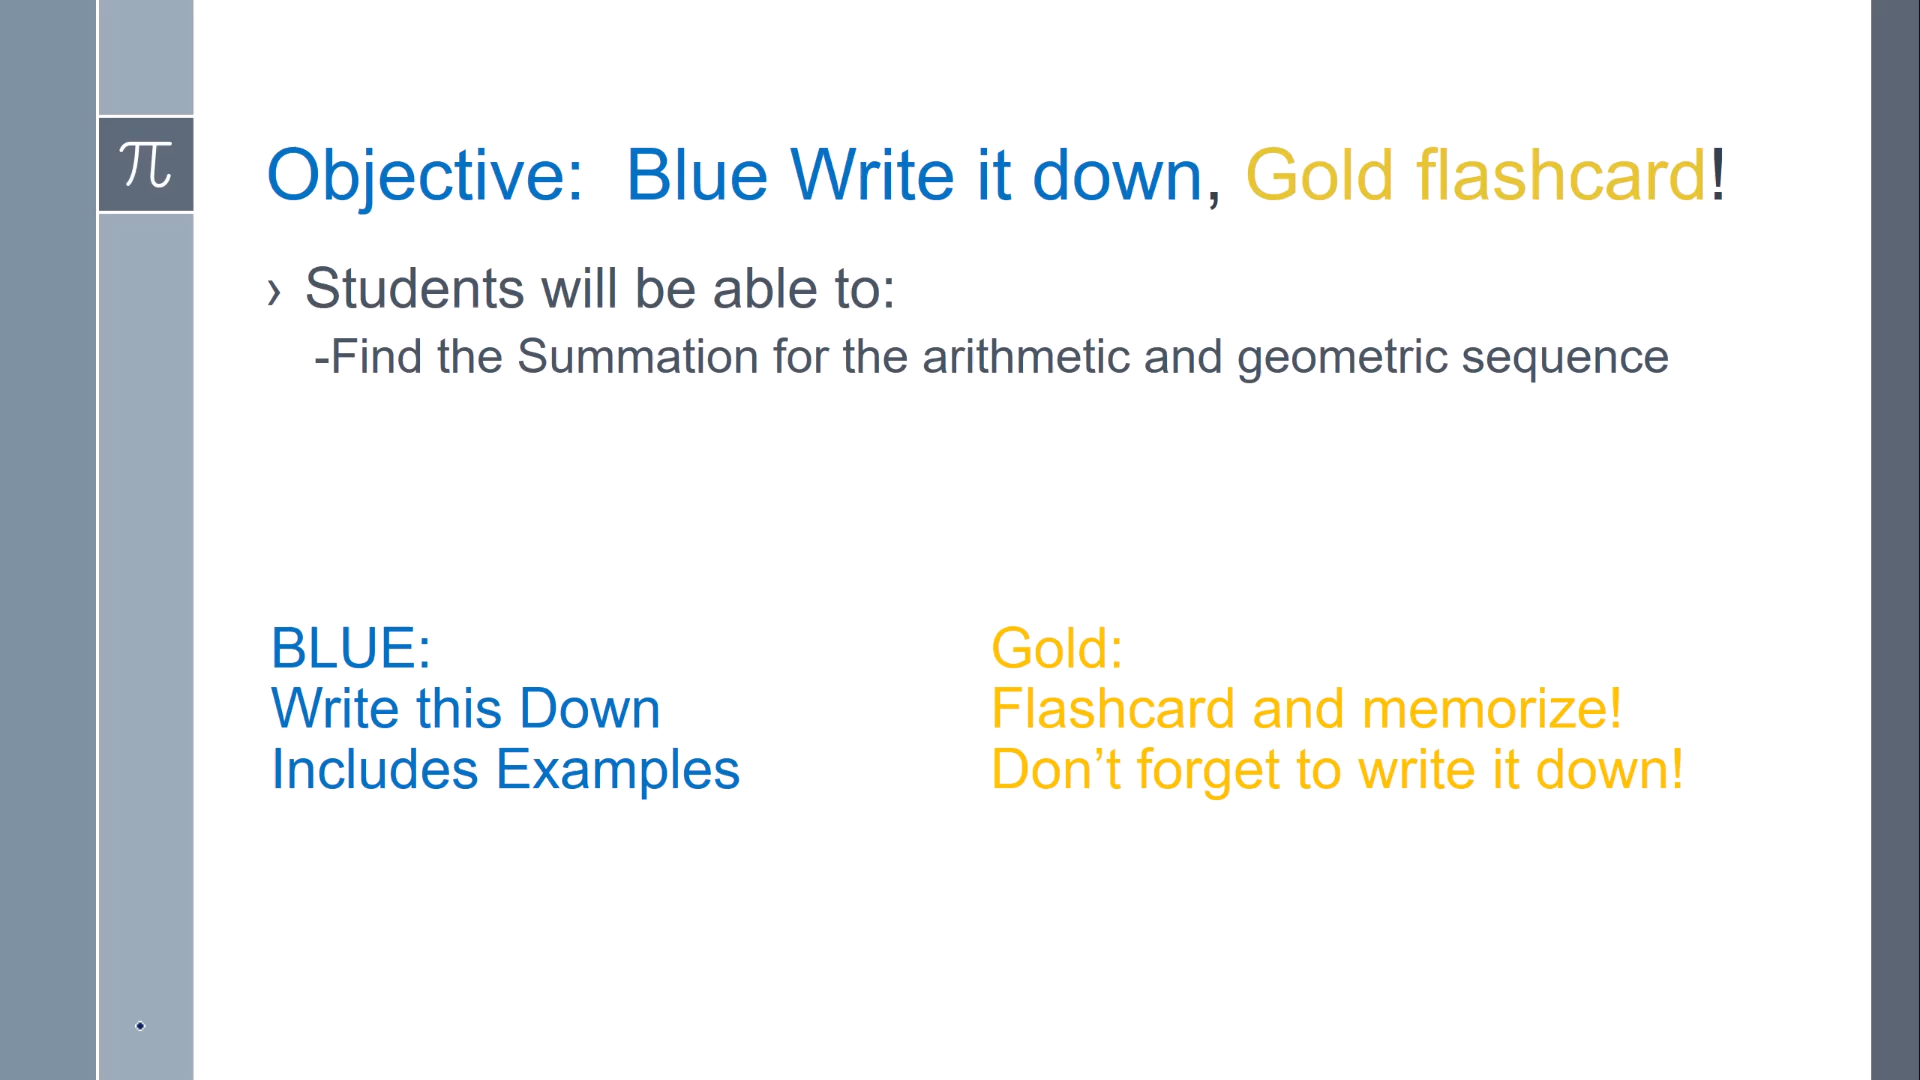 π
Objective:  Blue Write it down, Gold flashcard!
› Students will be able to:
-Find the Summation for the arithmetic and geometric sequence
BLUE:
Write this Down
Includes Examples
Gold:
Flashcard and memorize!
Don’t forget to write it down!